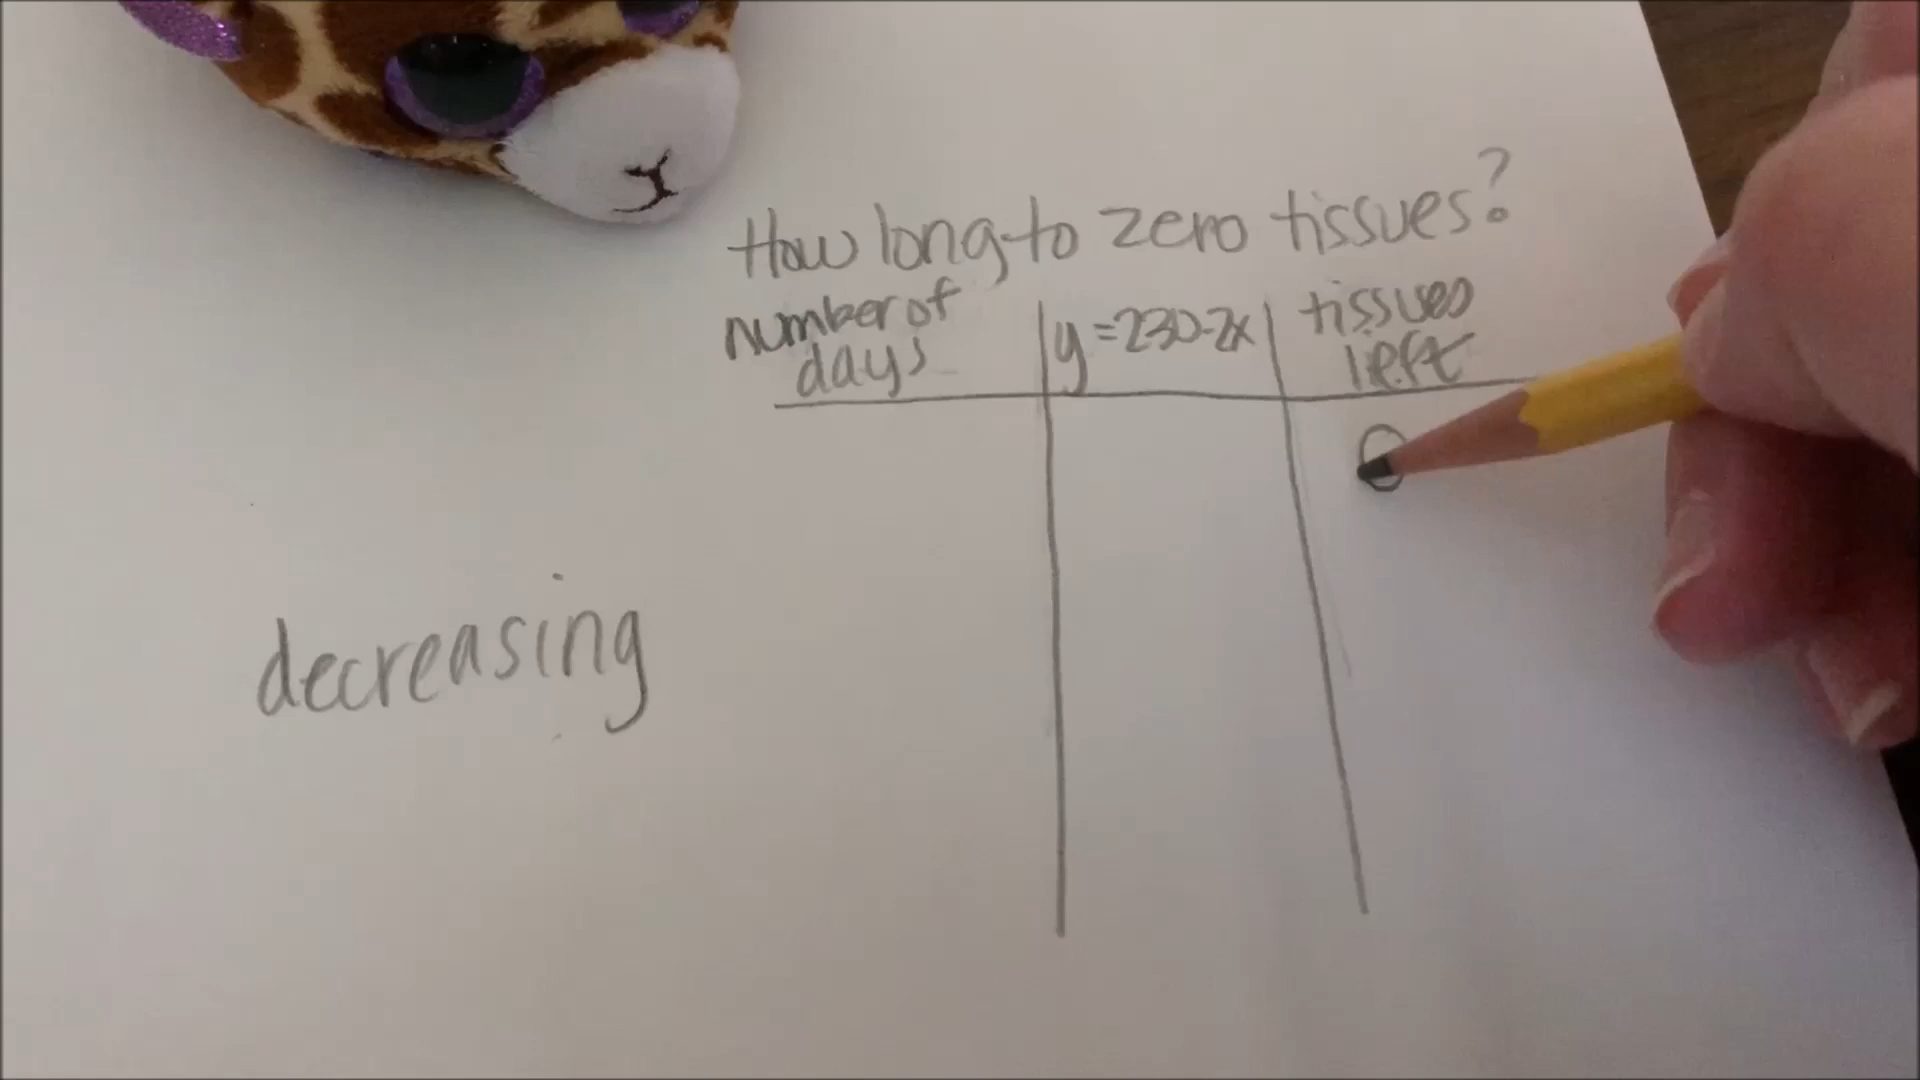 How long to zero tissues?
number of days
y=230-2x
tissues left
0
decreasing